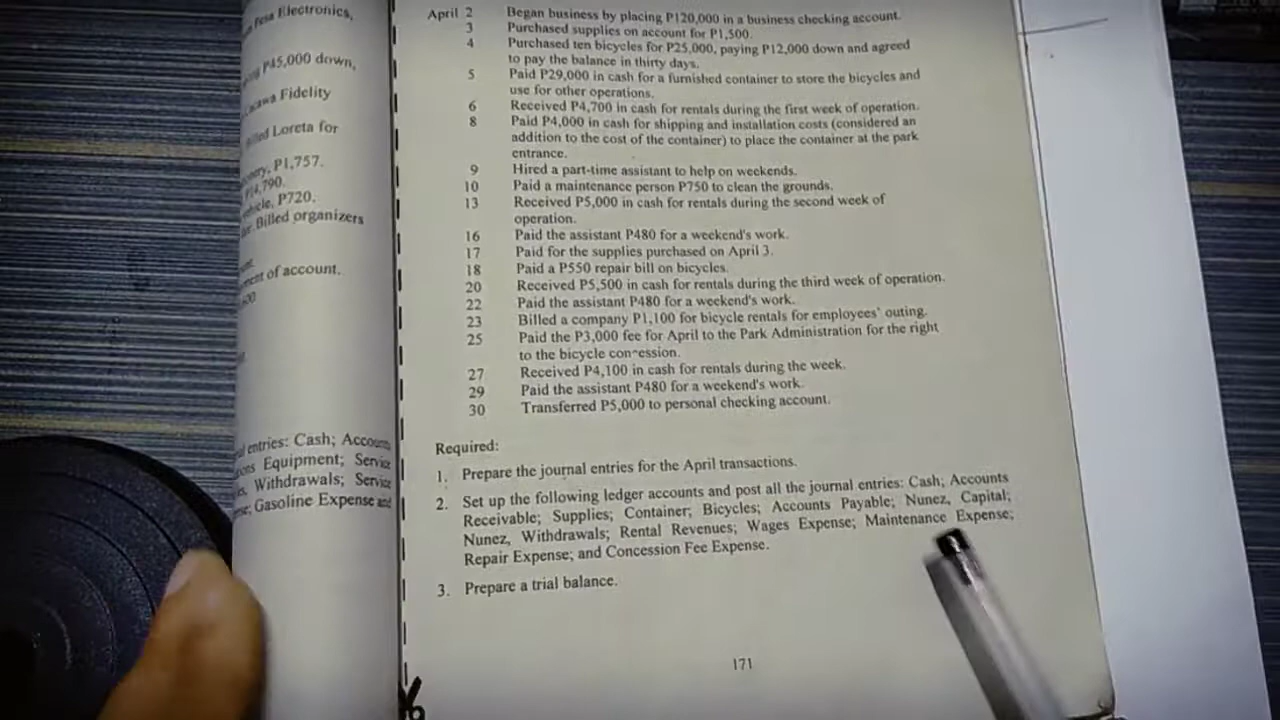 Fesa Electronics,
P45,000 down,
Fidelity
Billed Loreta for
P1,757.
P14,790.
P720.
Billed organizers
of account.
entries: Cash; Accounts
Equipment; Service
Withdrawals; Service
Gasoline Expense and
April 2 Began business by placing P120,000 in a business checking account.
3 Purchased supplies on account for P1,500.
4 Purchased ten bicycles for P25,000, paying P12,000 down and agreed
to pay the balance in thirty days.
5 Paid P29,000 in cash for a furnished container to store the bicycles and
use for other operations.
6 Received P4,700 in cash for rentals during the first week of operation.
8 Paid P4,000 in cash for shipping and installation costs (considered an
addition to the cost of the container) to place the container at the park
entrance.
9 Hired a part-time assistant to help on weekends.
10 Paid a maintenance person P750 to clean the grounds.
13 Received P5,000 in cash for rentals during the second week of
operation.
16 Paid the assistant P480 for a weekend's work.
17 Paid for the supplies purchased on April 3.
18 Paid a P550 repair bill on bicycles.
20 Received P5,500 in cash for rentals during the third week of operation.
22 Paid the assistant P480 for a weekend's work.
23 Billed a company P1,100 for bicycle rentals for employees' outing.
25 Paid the P3,000 fee for April to the Park Administration for the right
to the bicycle concession.
27 Received P4,100 in cash for rentals during the week.
29 Paid the assistant P480 for a weekend's work.
30 Transferred P5,000 to personal checking account.
Required:
1. Prepare the journal entries for the April transactions.
2. Set up the following ledger accounts and post all the journal entries: Cash; Accounts
Receivable; Supplies; Container; Bicycles; Accounts Payable; Nunez, Capital;
Nunez, Withdrawals; Rental Revenues; Wages Expense; Maintenance Expense;
Repair Expense; and Concession Fee Expense.
3. Prepare a trial balance.
171